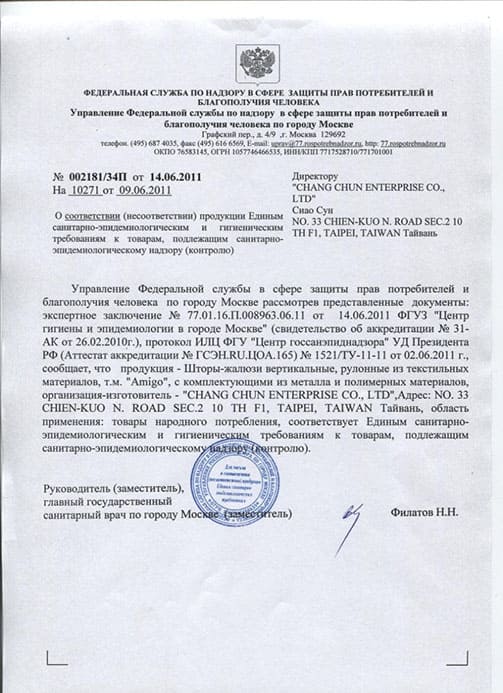 ФЕДЕРАЛЬНАЯ СЛУЖБА ПО НАДЗОРУ В СФЕРЕ ЗАЩИТЫ ПРАВ ПОТРЕБИТЕЛЕЙ И
БЛАГОПОЛУЧИЯ ЧЕЛОВЕКА
Управление Федеральной службы по надзору в сфере защиты прав потребителей и
благополучия человека по городу Москве
Графский пер., д. 4/9 ,г. Москва 129692
телефон. (495) 687 4035, факс (495) 616 6569, E-mail: uprav@77.rospotrebnadzor.ru, http: 77.rospotrebnadzor.ru
ОКПО 76583145, ОГРН 1057746466535, ИНН/КПП 7717528710/771701001
№ 002181/34П от 14.06.2011
На 10271 от 09.06.2011
О соответствии (несоответствии) продукции Единым
санитарно-эпидемиологическим и гигиеническим
требованиям к товарам, подлежащим санитарно-
эпидемиологическому надзору (контролю)
Директору
"CHANG CHUN ENTERPRISE CO.,
LTD"
Сиао Сун
NO. 33 CHIEN-KUO N. ROAD SEC.2 10
TH F1, TAIPEI, TAIWAN Тайвань
Управление Федеральной службы в сфере защиты прав потребителей и
благополучия человека по городу Москве рассмотрев представленные документы:
экспертное заключение № 77.01.16.П.008963.06.11 от 14.06.2011 ФГУЗ "Центр
гигиены и эпидемиологии в городе Москве" (свидетельство об аккредитации № 31-
АК от 26.02.2010г.), протокол ИЛЦ ФГУ "Центр госсанэпиднадзора" УД Президента
РФ (Аттестат аккредитации № ГСЭН.RU.ЦОА.165) № 1521/ТУ-11-11 от 02.06.2011 г.,
сообщает, что продукция - Шторы-жалюзи вертикальные, рулонные из текстильных
материалов, т.м. "Amigo", с комплектующими из металла и полимерных материалов,
организация-изготовитель - "CHANG CHUN ENTERPRISE CO., LTD",Адрес: NO. 33
CHIEN-KUO N. ROAD SEC.2 10 TH F1, TAIPEI, TAIWAN Тайвань, область
применения: товары народного потребления, соответствует Единым санитарно-
эпидемиологическим и гигиеническим требованиям к товарам, подлежащим
санитарно-эпидемиологическому надзору (контролю).
Для писем
о соответствии
продукции
Единым санитарно-
требованиям
Руководитель (заместитель),
главный государственный
санитарный врач по городу Москве (заместитель)
Филатов Н.Н.